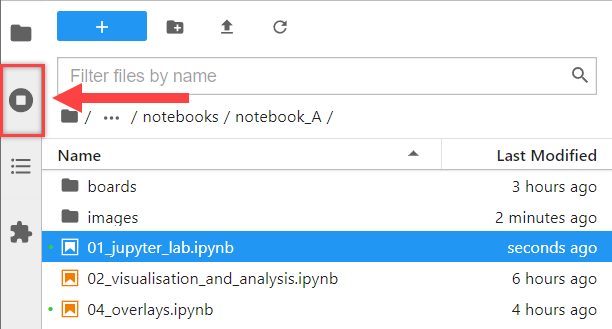 +
Filter files by name
/ ... / notebooks / notebook_A /
Name Last Modified
boards 3 hours ago
images 2 minutes ago
01_jupyter_lab.ipynb seconds ago
02_visualisation_and_analysis.ipynb 6 hours ago
04_overlays.ipynb 4 hours ago